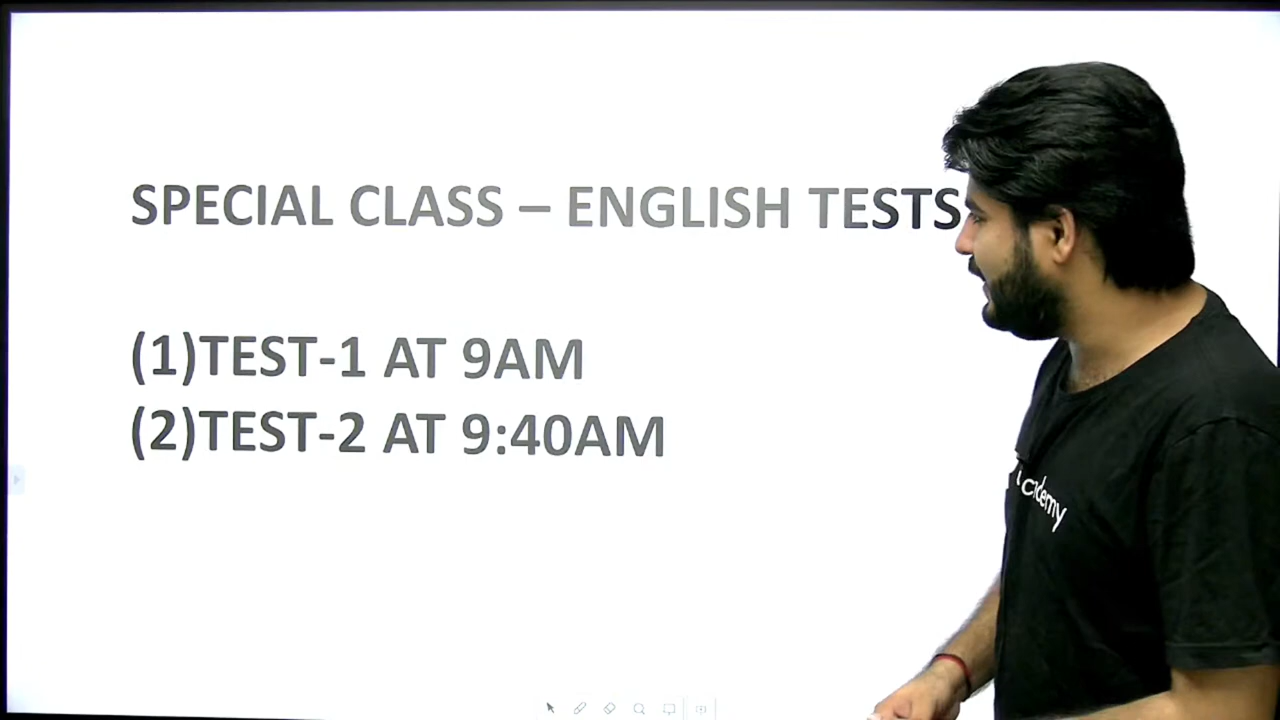 SPECIAL CLASS – ENGLISH TESTS
(1)TEST-1 AT 9AM
(2)TEST-2 AT 9:40AM